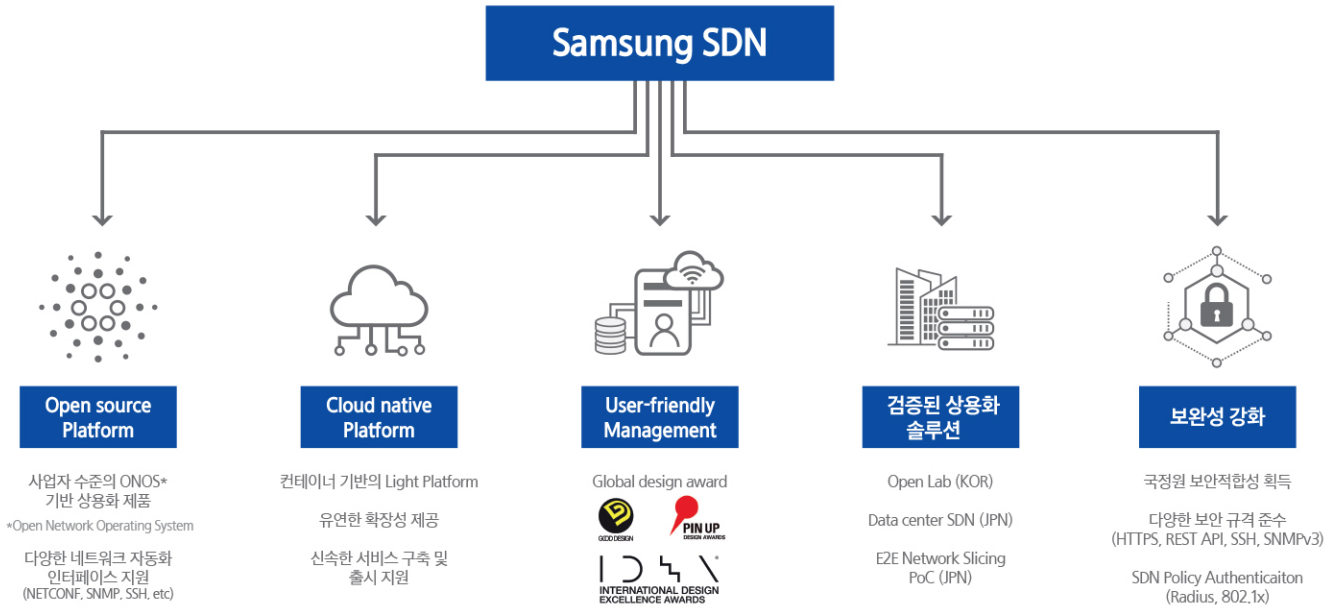 Samsung SDN
Open source
Platform
사업자 수준의 ONOS*
기반 상용화 제품
*Open Network Operating System
다양한 네트워크 자동화
인터페이스 지원
(NETCONF, SNMP, SSH, etc)
Cloud native
Platform
컨테이너 기반의 Light Platform
유연한 확장성 제공
신속한 서비스 구축 및
출시 지원
User-friendly
Management
Global design award
GOOD DESIGN
PIN UP
DESIGN AWARDS
INTERNATIONAL DESIGN
EXCELLENCE AWARDS
검증된 상용화
솔루션
Open Lab (KOR)
Data center SDN (JPN)
E2E Network Slicing
PoC (JPN)
보완성 강화
국정원 보안적합성 획득
다양한 보안 규격 준수
(HTTPS, REST API, SSH, SNMPv3)
SDN Policy Authenticaiton
(Radius, 802.1x)